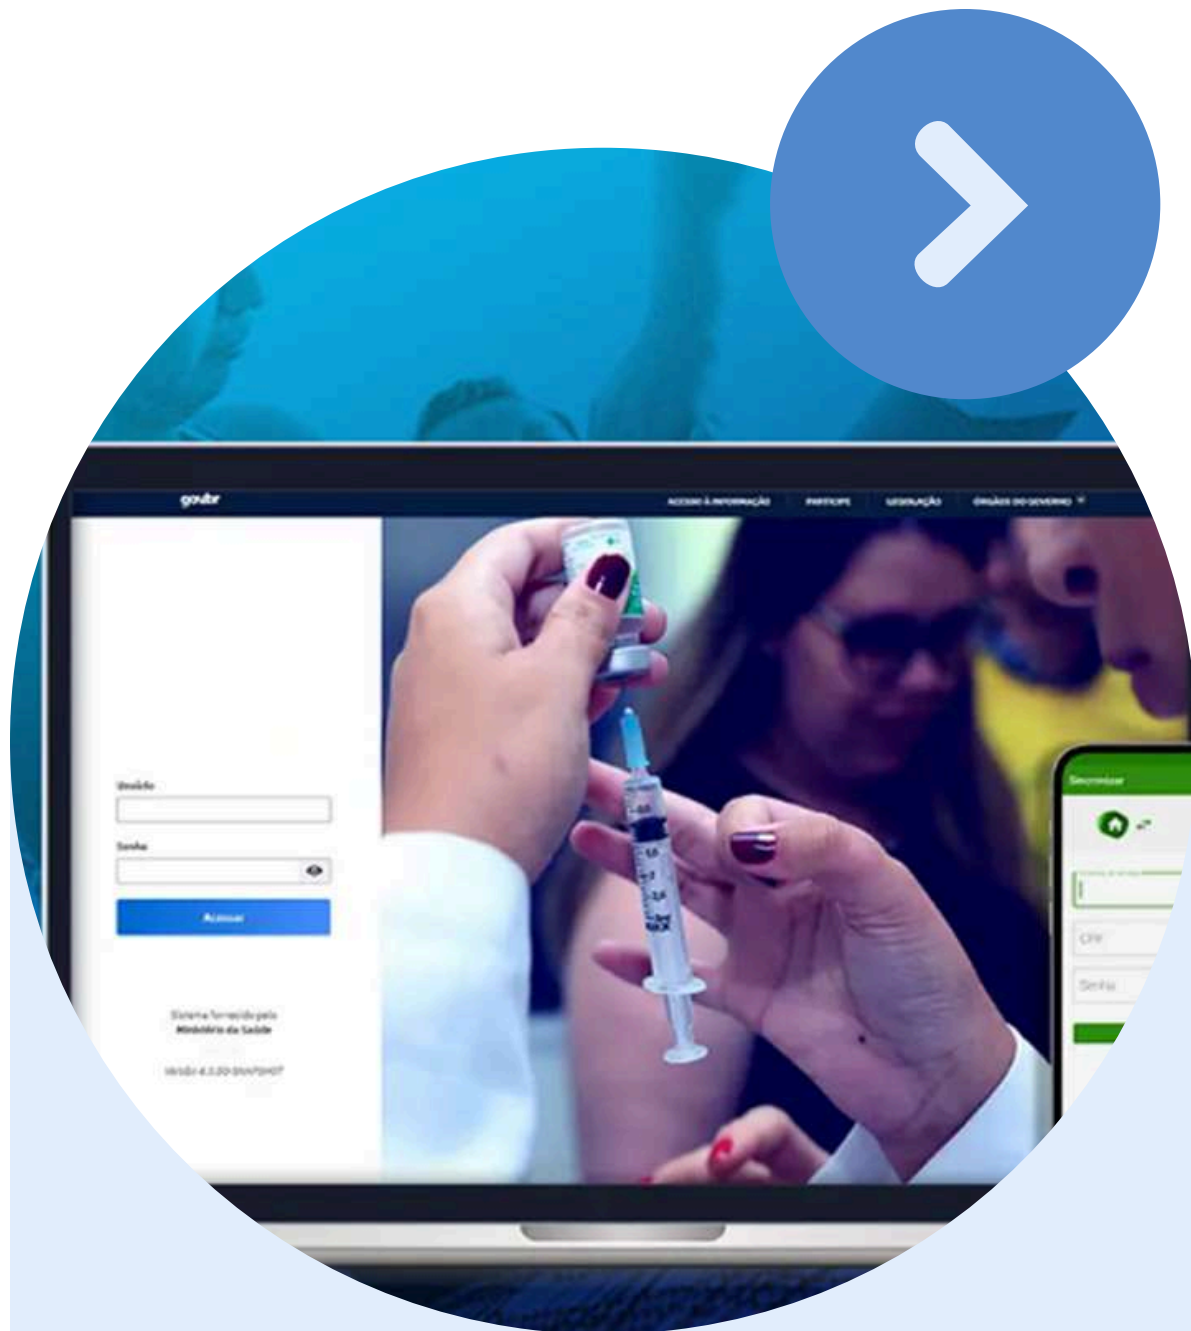 gov.br
ACESSO À INFORMAÇÃO PARTICIPE LEGISLAÇÃO ÓRGÃOS DO GOVERNO
Usuário
Senha
Acessar
Sistema fornecido pelo
Ministério da Saúde
Sincronizar
CPF
Senha